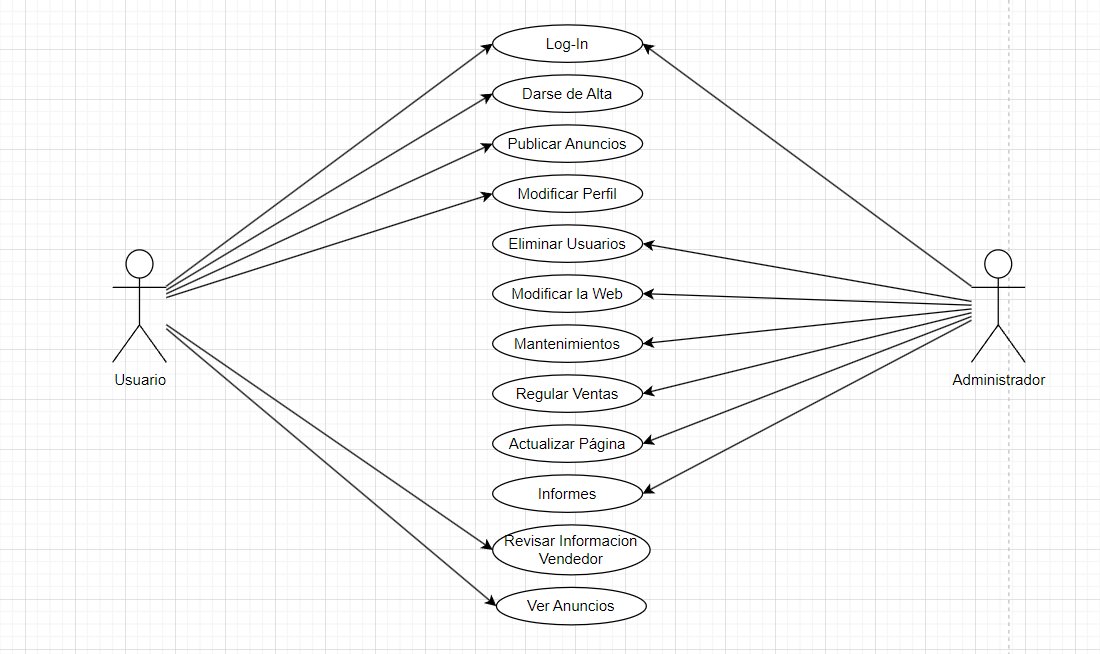 Log-In
Darse de Alta
Publicar Anuncios
Modificar Perfil
Eliminar Usuarios
Modificar la Web
Mantenimientos
Regular Ventas
Usuario
Administrador
Actualizar Página
Informes
Revisar Informacion
Vendedor
Ver Anuncios